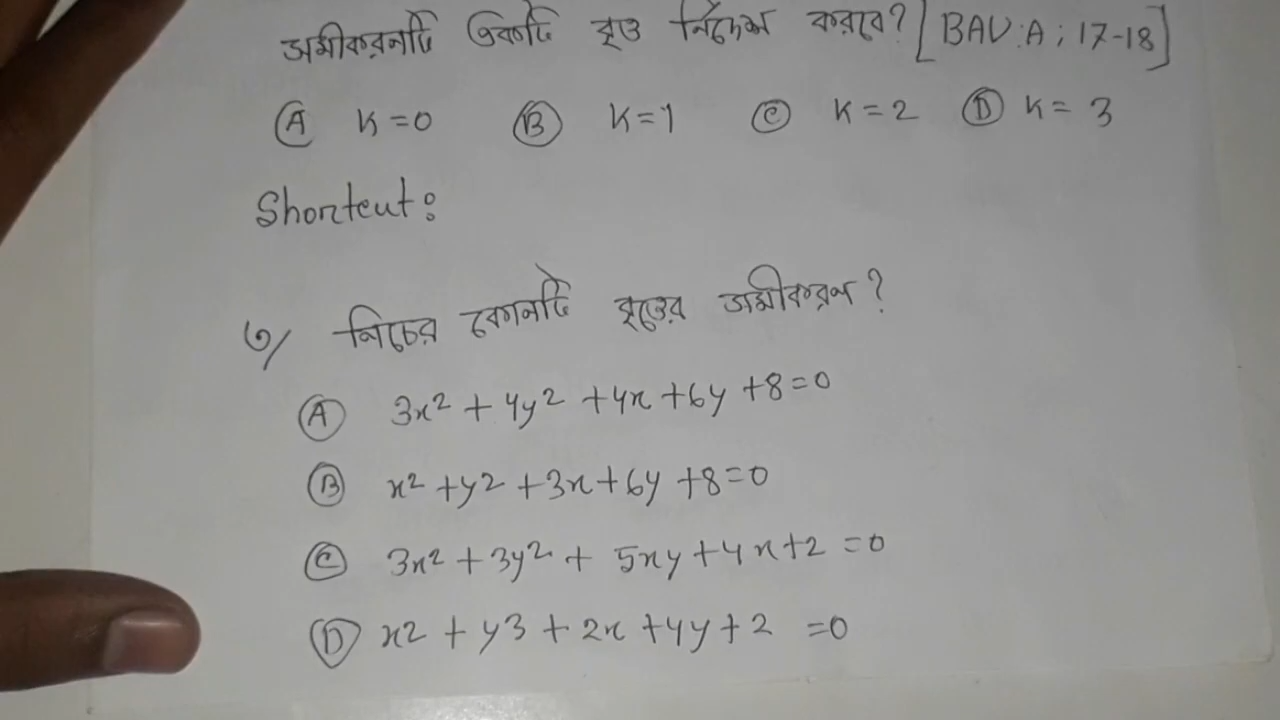 সমীকরনটি একটি বৃত্ত নির্দেশ করবে? [BAU:A; 17-18]
Ⓐ K=0 Ⓑ K=1 Ⓒ K=2 Ⓓ K=3
Shortcut:
৩/ নিচের কোনটি বৃত্তের সমীকরণ?
Ⓐ 3x² + 4y² + 4x + 6y + 8 = 0
Ⓑ x² + y² + 3x + 6y + 8 = 0
Ⓒ 3x² + 3y² + 5xy + 4x + 2 = 0
Ⓓ x2 + y3 + 2x + 4y + 2 = 0